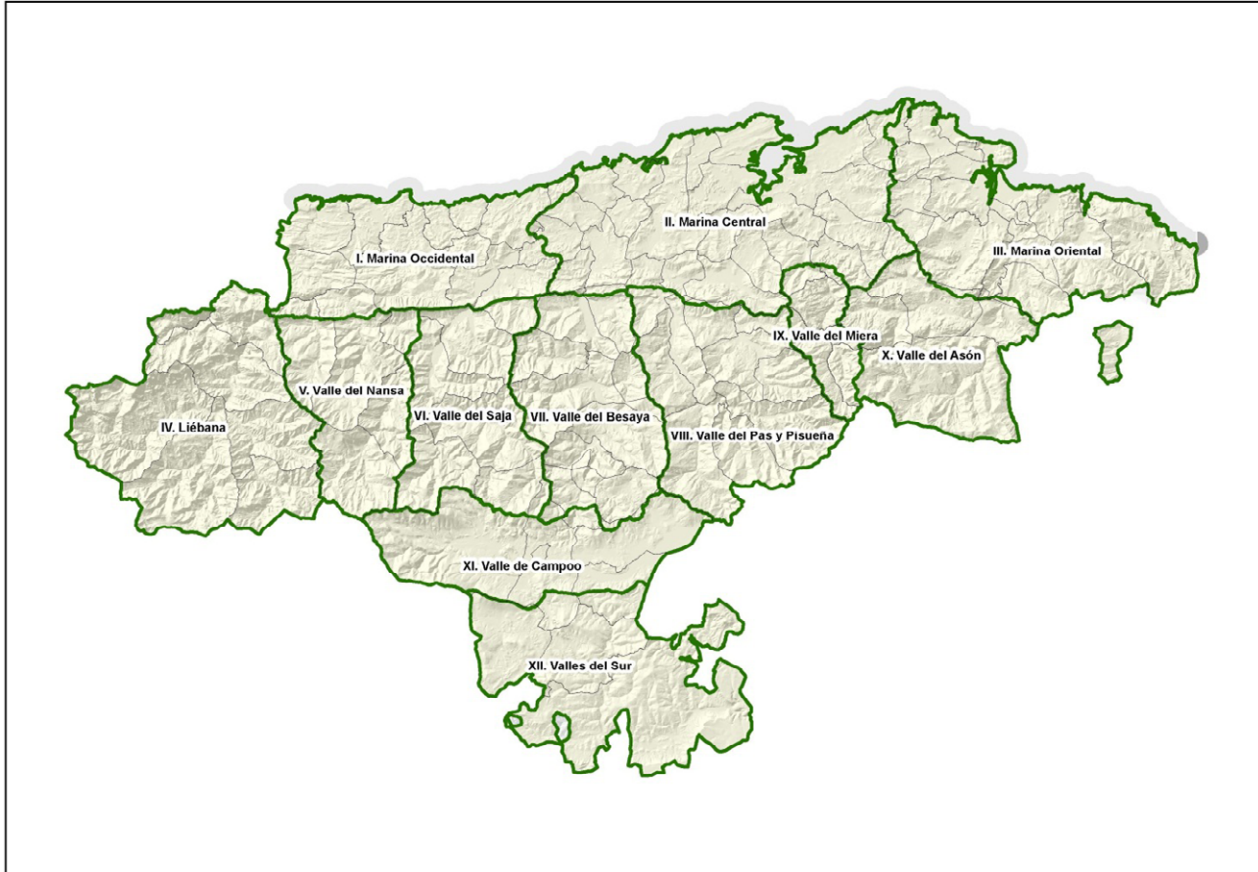 II. Marina Central
I. Marina Occidental
III. Marina Oriental
IX. Valle del Miera
X. Valle del Asón
V. Valle del Nansa
VI. Valle del Saja
VII. Valle del Besaya
IV. Liébana
VIII. Valle del Pas y Pisueña
XI. Valle de Campoo
XII. Valles del Sur